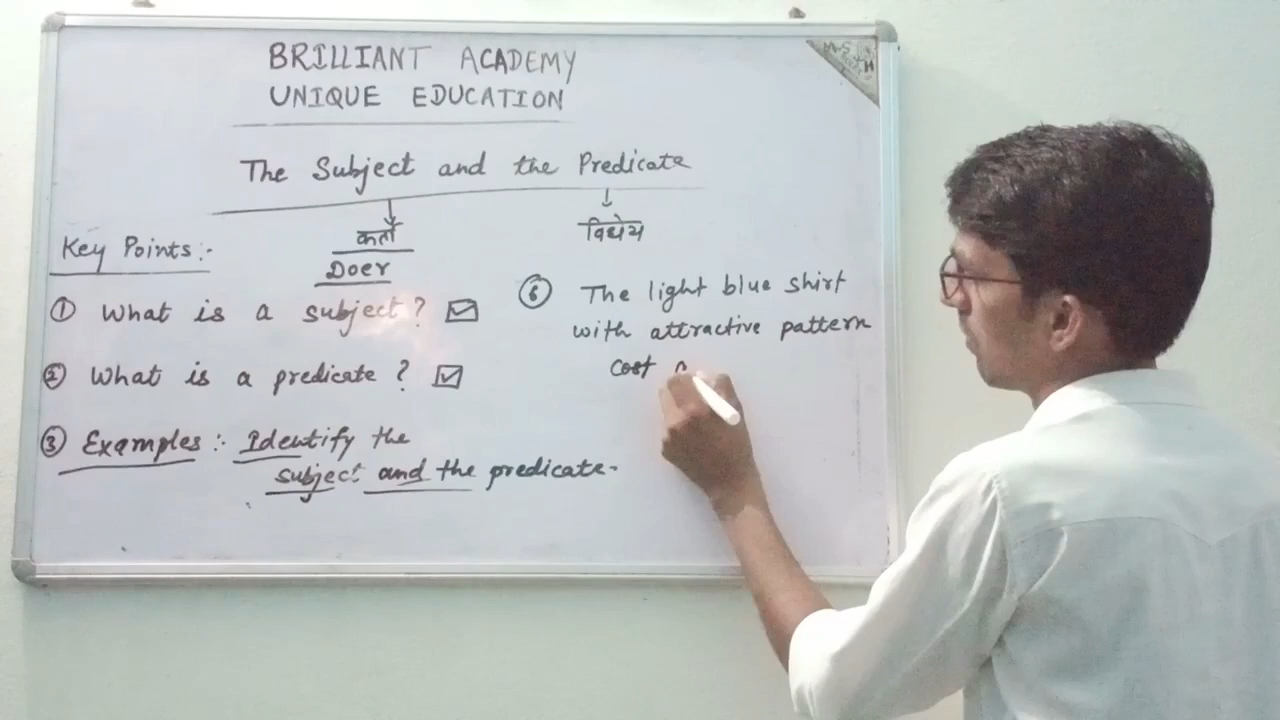 BRILLIANT ACADEMY
UNIQUE EDUCATION
The Subject and the Predicate
कर्ता
विधेय
Doer
Key Points:-
① What is a subject?
② What is a predicate?
③ Examples:- Identify the
subject and the predicate.
⑥ The light blue shirt
with attractive pattern
cost